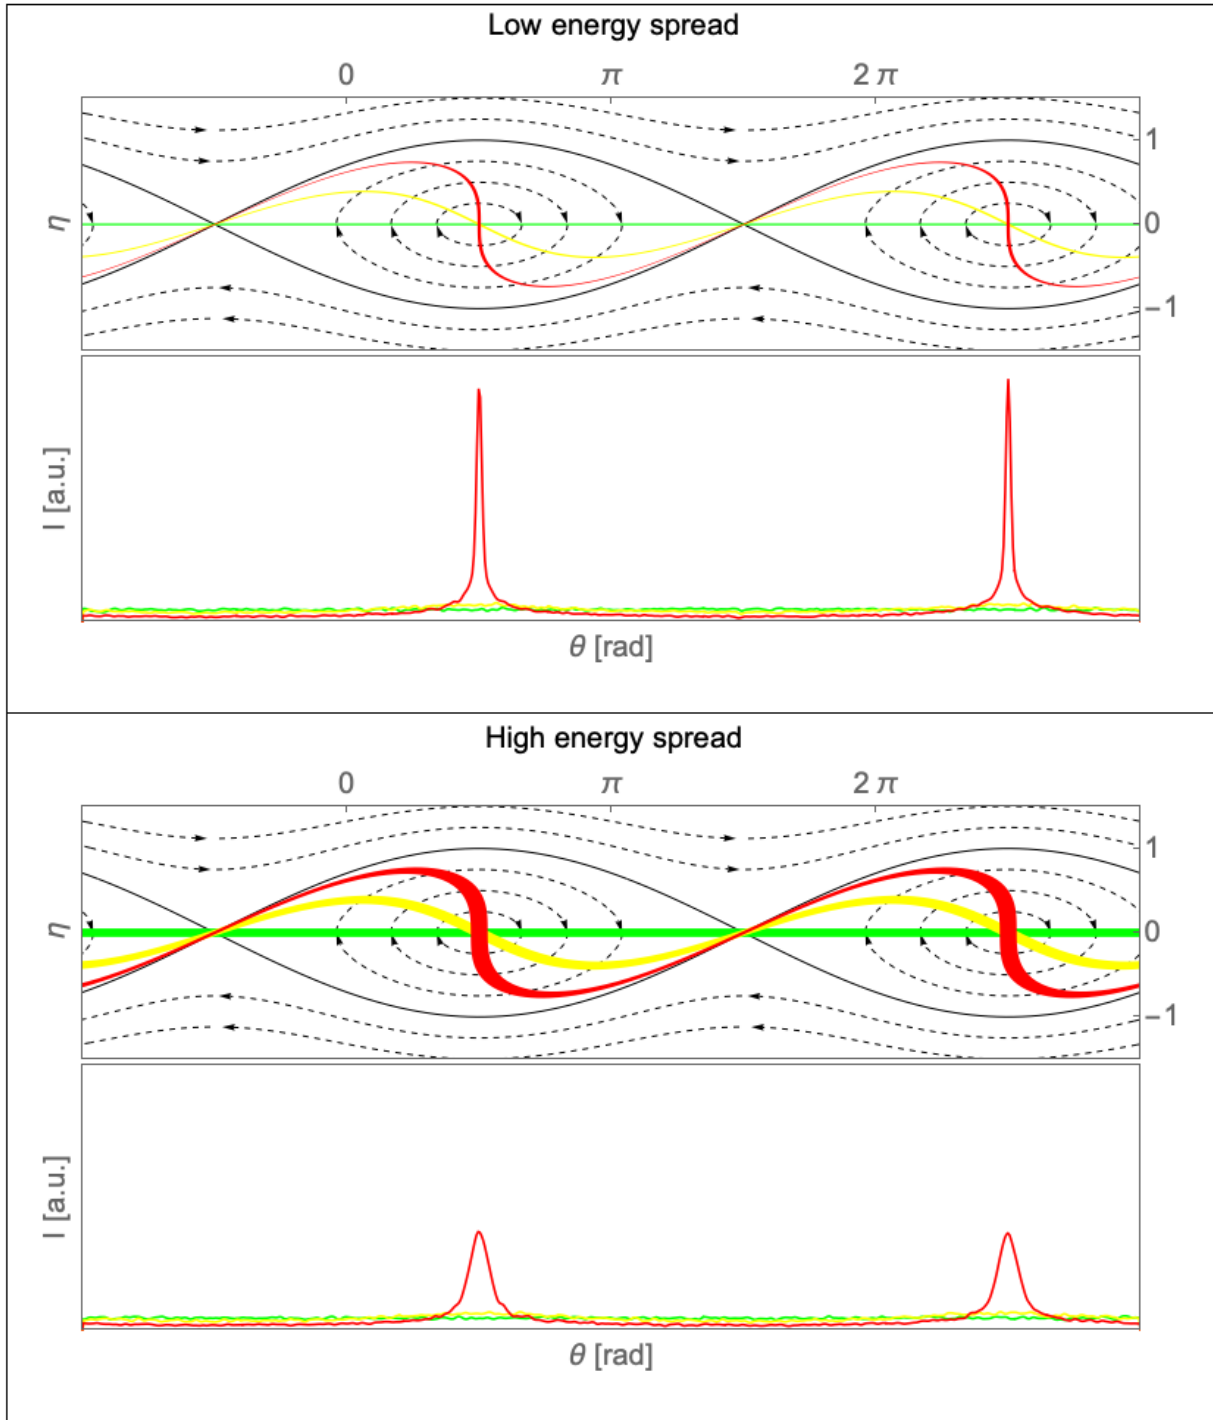 Low energy spread
0 π 2 π
1
η 0
−1
I [a.u.]
θ [rad]
High energy spread
0 π 2 π
1
η 0
−1
I [a.u.]
θ [rad]